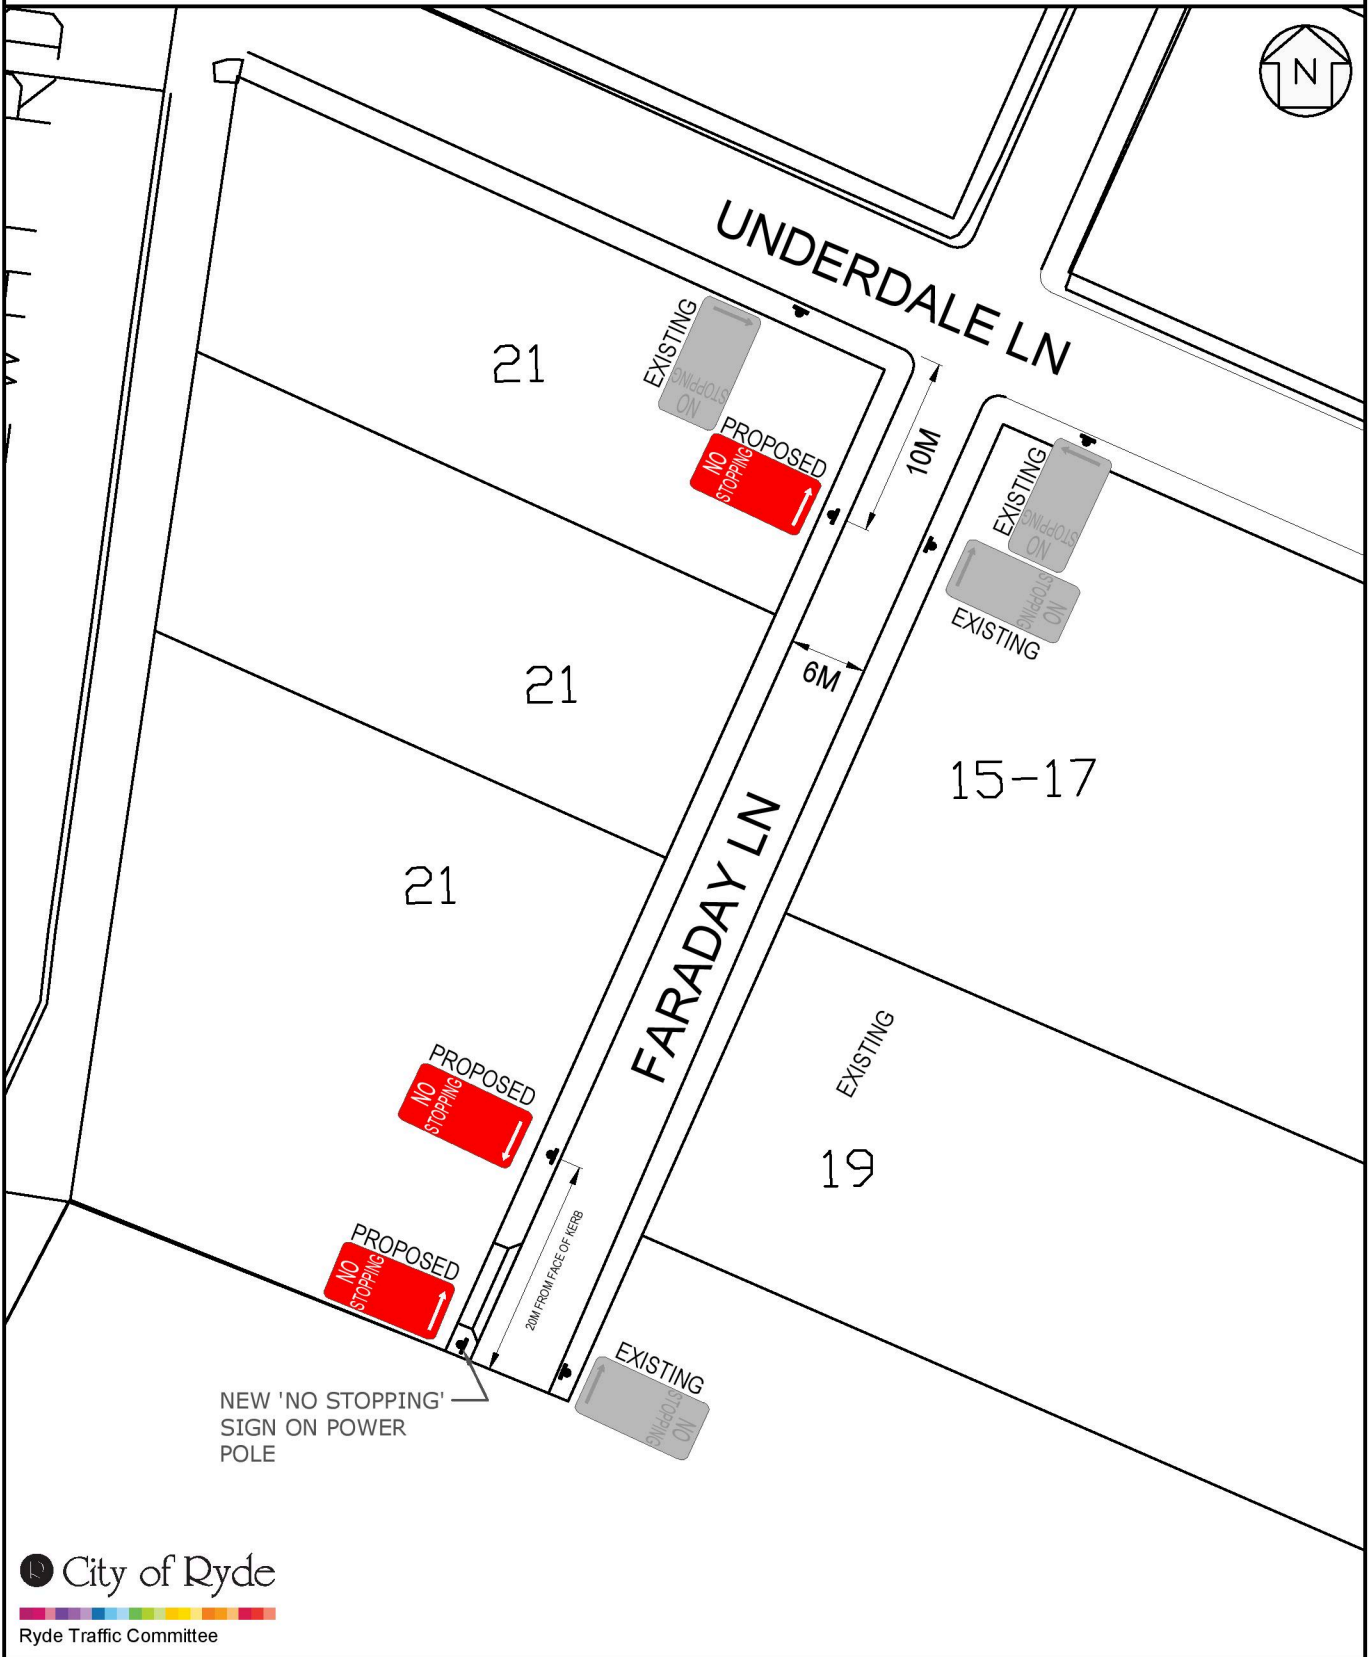 N
UNDERDALE LN
EXISTING
NO
STOPPING
21
PROPOSED
NO
STOPPING
10M
EXISTING
NO
STOPPING
NO
STOPPING
EXISTING
21
6M
15-17
FARADAY LN
21
EXISTING
PROPOSED
NO
STOPPING
19
20M FROM FACE OF KERB
PROPOSED
NO
STOPPING
EXISTING
NO
STOPPING
NEW 'NO STOPPING'
SIGN ON POWER
POLE
City of Ryde
Ryde Traffic Committee